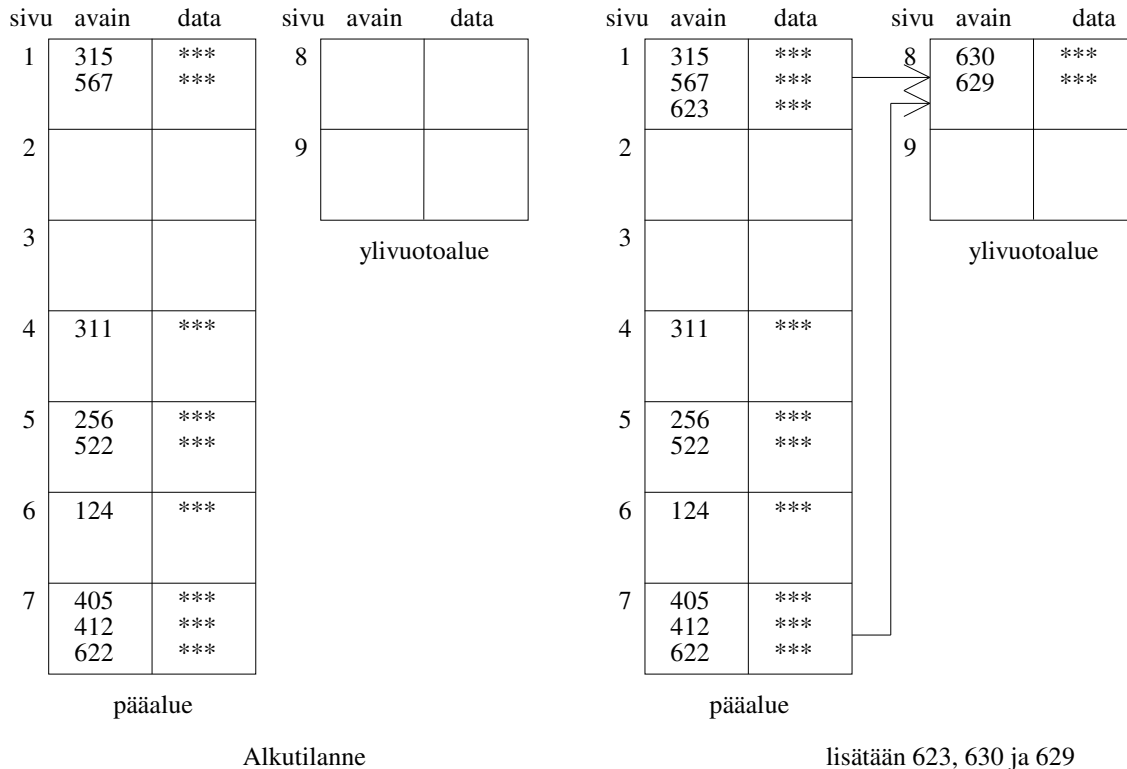 sivu avain data
1 315 ***
567 ***
2
3
4 311 ***
5 256 ***
522 ***
6 124 ***
7 405 ***
412 ***
622 ***
pääalue
sivu avain data
8
9
ylivuotoalue
Alkutilanne
sivu avain data
1 315 ***
567 ***
623 ***
2
3
4 311 ***
5 256 ***
522 ***
6 124 ***
7 405 ***
412 ***
622 ***
pääalue
sivu avain data
8 630 ***
629 ***
9
ylivuotoalue
lisätään 623, 630 ja 629